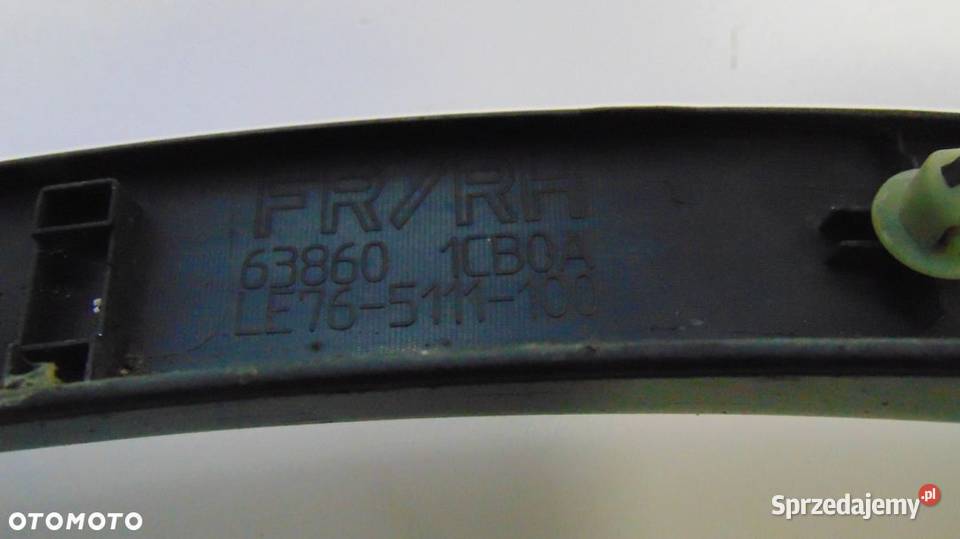 FR/RH
63860 1CB0A
LE76-5111-100
OTOMOTO
Sprzedajemy.pl